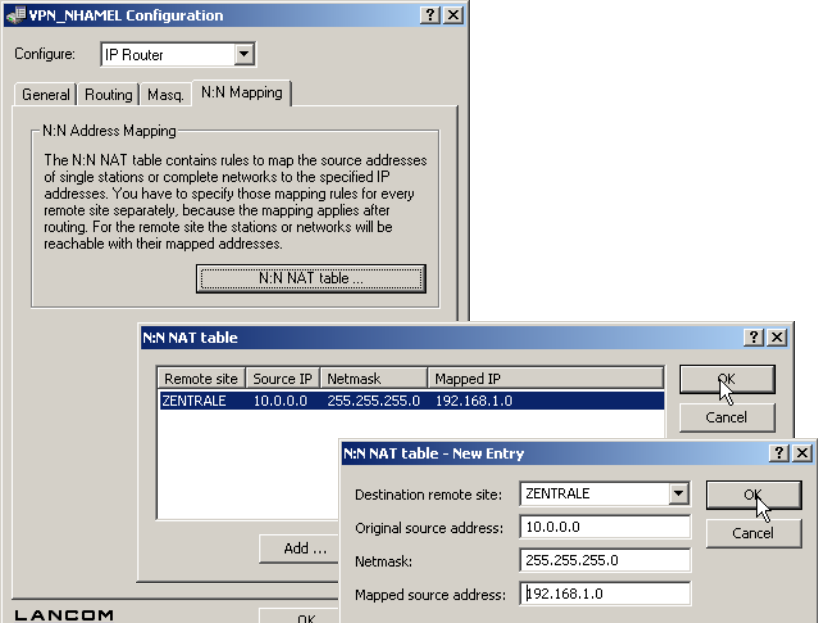 VPN_NHAMEL Configuration
Configure: IP Router
General Routing Masq. N:N Mapping
N:N Address Mapping
The N:N NAT table contains rules to map the source addresses
of single stations or complete networks to the specified IP
addresses. You have to specify those mapping rules for every
remote site separately, because the mapping applies after
routing. For the remote site the stations or networks will be
reachable with their mapped addresses.
N:N NAT table ...
N:N NAT table
Remote site Source IP Netmask Mapped IP
ZENTRALE 10.0.0.0 255.255.255.0 192.168.1.0
OK
Cancel
Add ...
N:N NAT table - New Entry
Destination remote site: ZENTRALE
Original source address: 10.0.0.0
Netmask: 255.255.255.0
Mapped source address: 192.168.1.0
OK
Cancel
LANCOM
OK